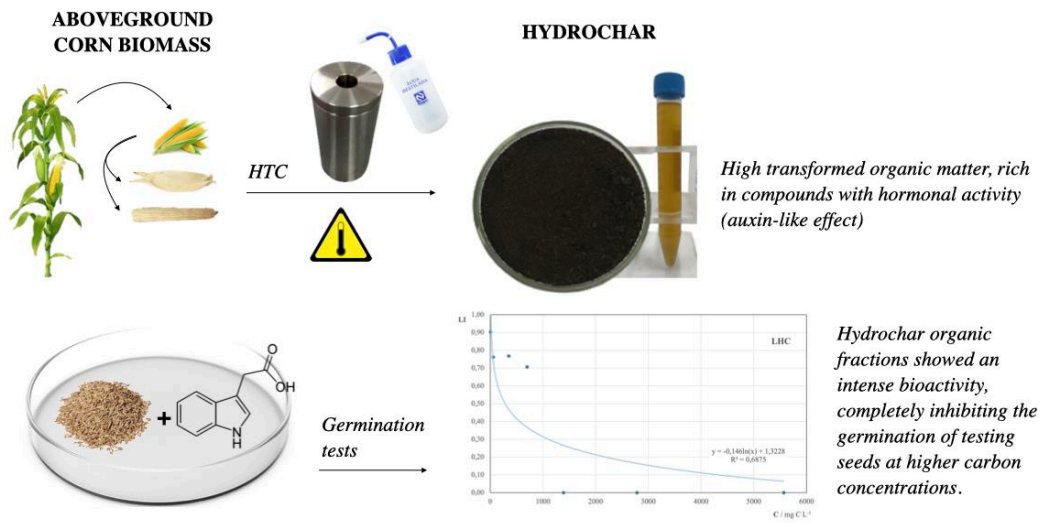 ABOVEGROUND
CORN BIOMASS
HYDROCHAR
HTC
High transformed organic matter, rich
in compounds with hormonal activity
(auxin-like effect)
Germination
tests
O
OH
N
H
+
LI
1,00
0,90
0,80
0,70
0,60
0,50
0,40
0,30
0,20
0,10
0,00
LHC
y = -0,146ln(x) + 1,3228
R² = 0,6875
0
1000
2000
3000
4000
5000
6000
C / mg C L⁻¹
Hydrochar organic
fractions showed an
intense bioactivity,
completely inhibiting the
germination of testing
seeds at higher carbon
concentrations.